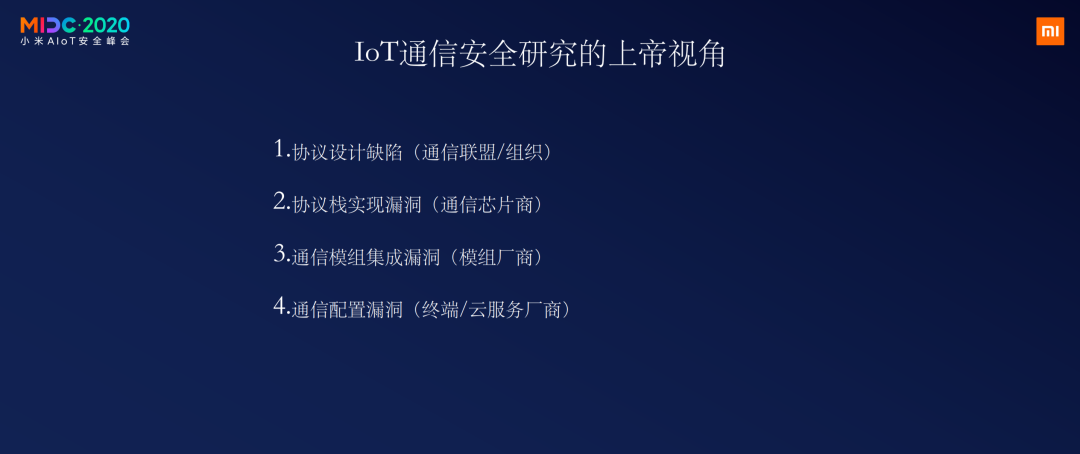 MIDC·2020
小米AIoT安全峰会
IoT通信安全研究的上帝视角
1.协议设计缺陷（通信联盟/组织）
2.协议栈实现漏洞（通信芯片商）
3.通信模组集成漏洞（模组厂商）
4.通信配置漏洞（终端/云服务厂商）
mi